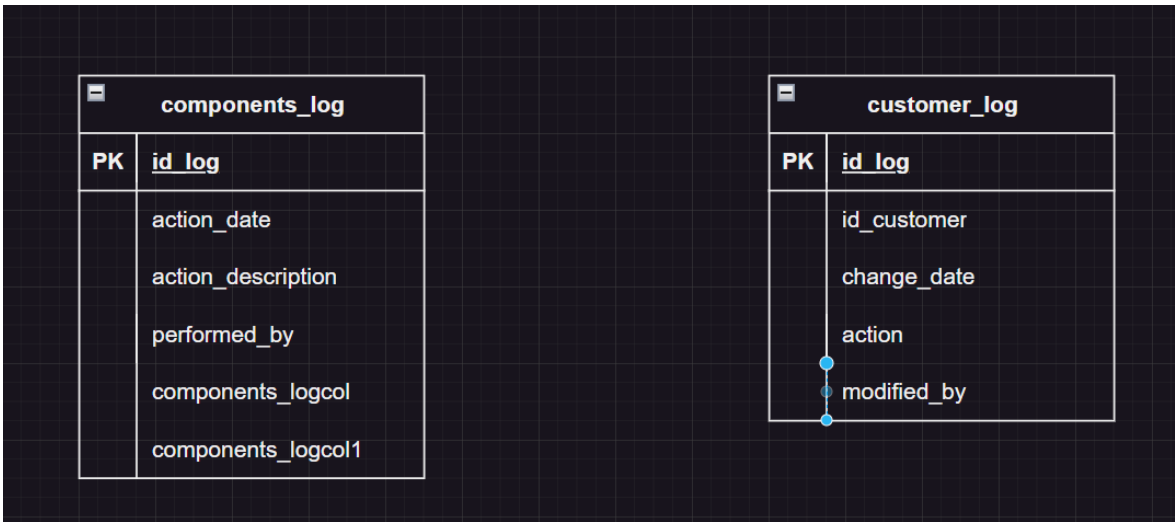 components_log
PK id_log
action_date
action_description
performed_by
components_logcol
components_logcol1
customer_log
PK id_log
id_customer
change_date
action
modified_by